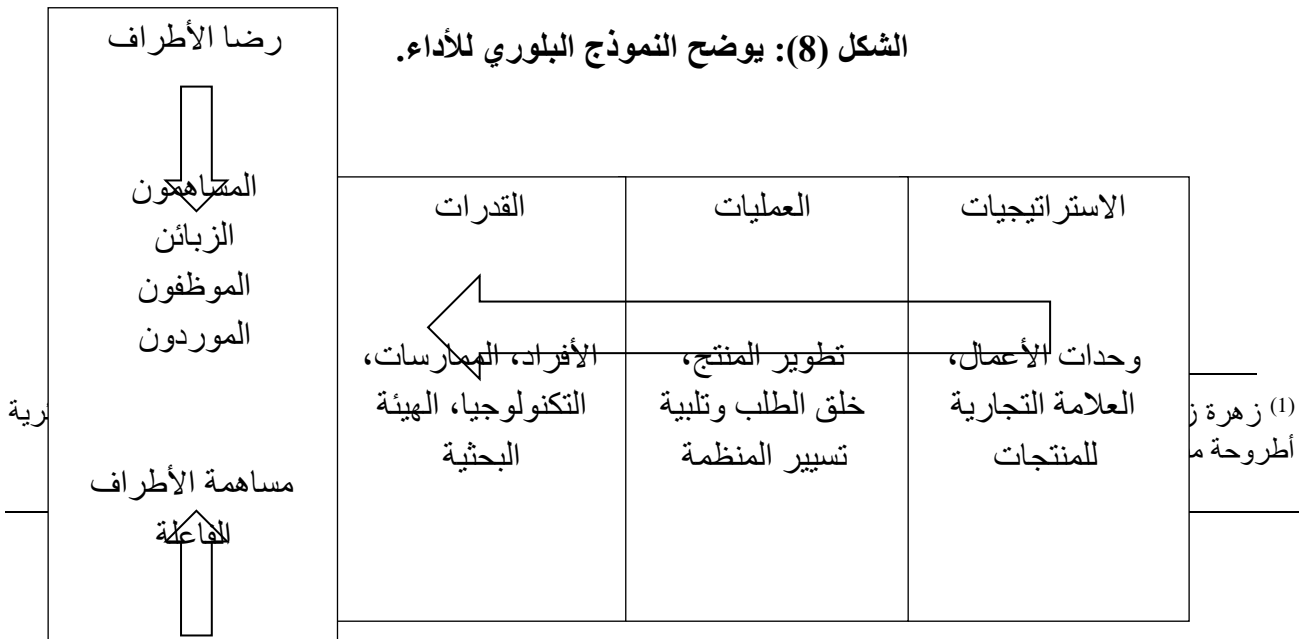 الشكل (8): يوضح النموذج البلوري للأداء.
الاستراتيجيات
وحدات الأعمال،
العلامة التجارية
للمنتجات
العمليات
تطوير المنتج،
خلق الطلب وتلبية
تسيير المنظمة
القدرات
الأفراد، الممارسات،
التكنولوجيا، الهيئة
البحثية
رضا الأطراف
المساهمون
الزبائن
الموظفون
الموردون
مساهمة الأطراف
الفاعلة
(1) زهرة
أطروحة